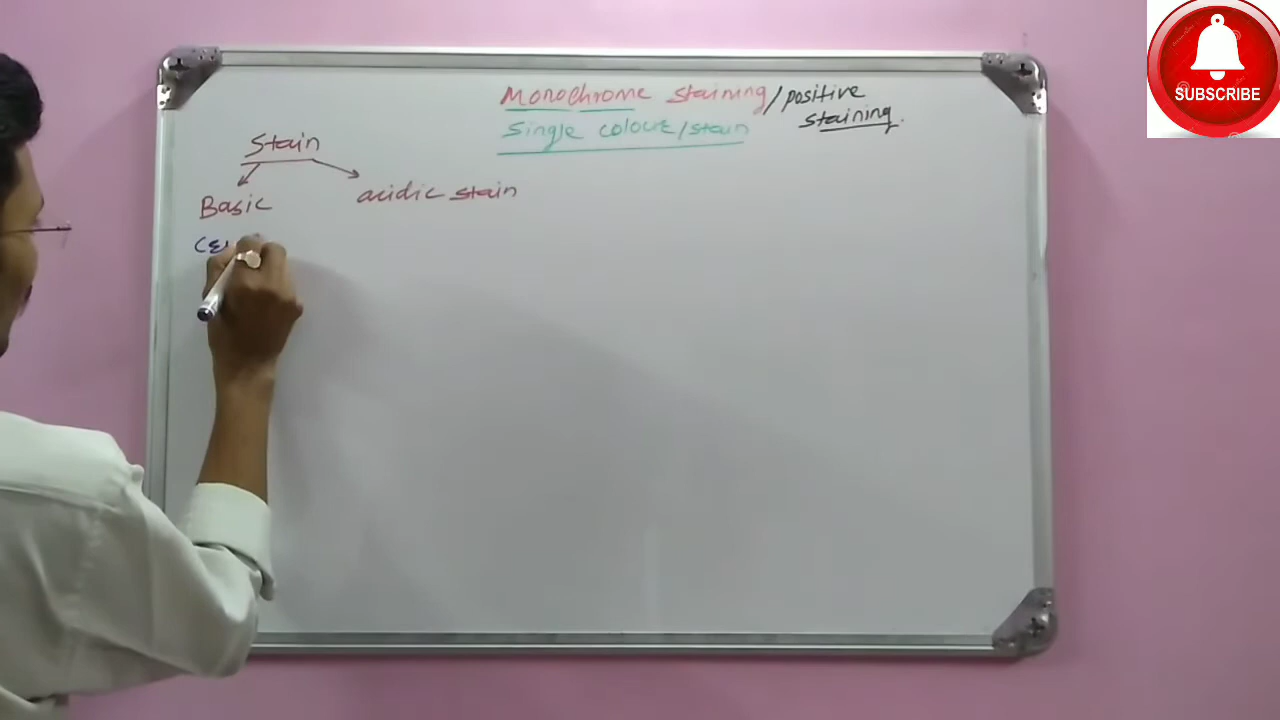 Monochrome staining/positive
staining.
Single colour/stain
Stain
Basic
acidic stain
SUBSCRIBE